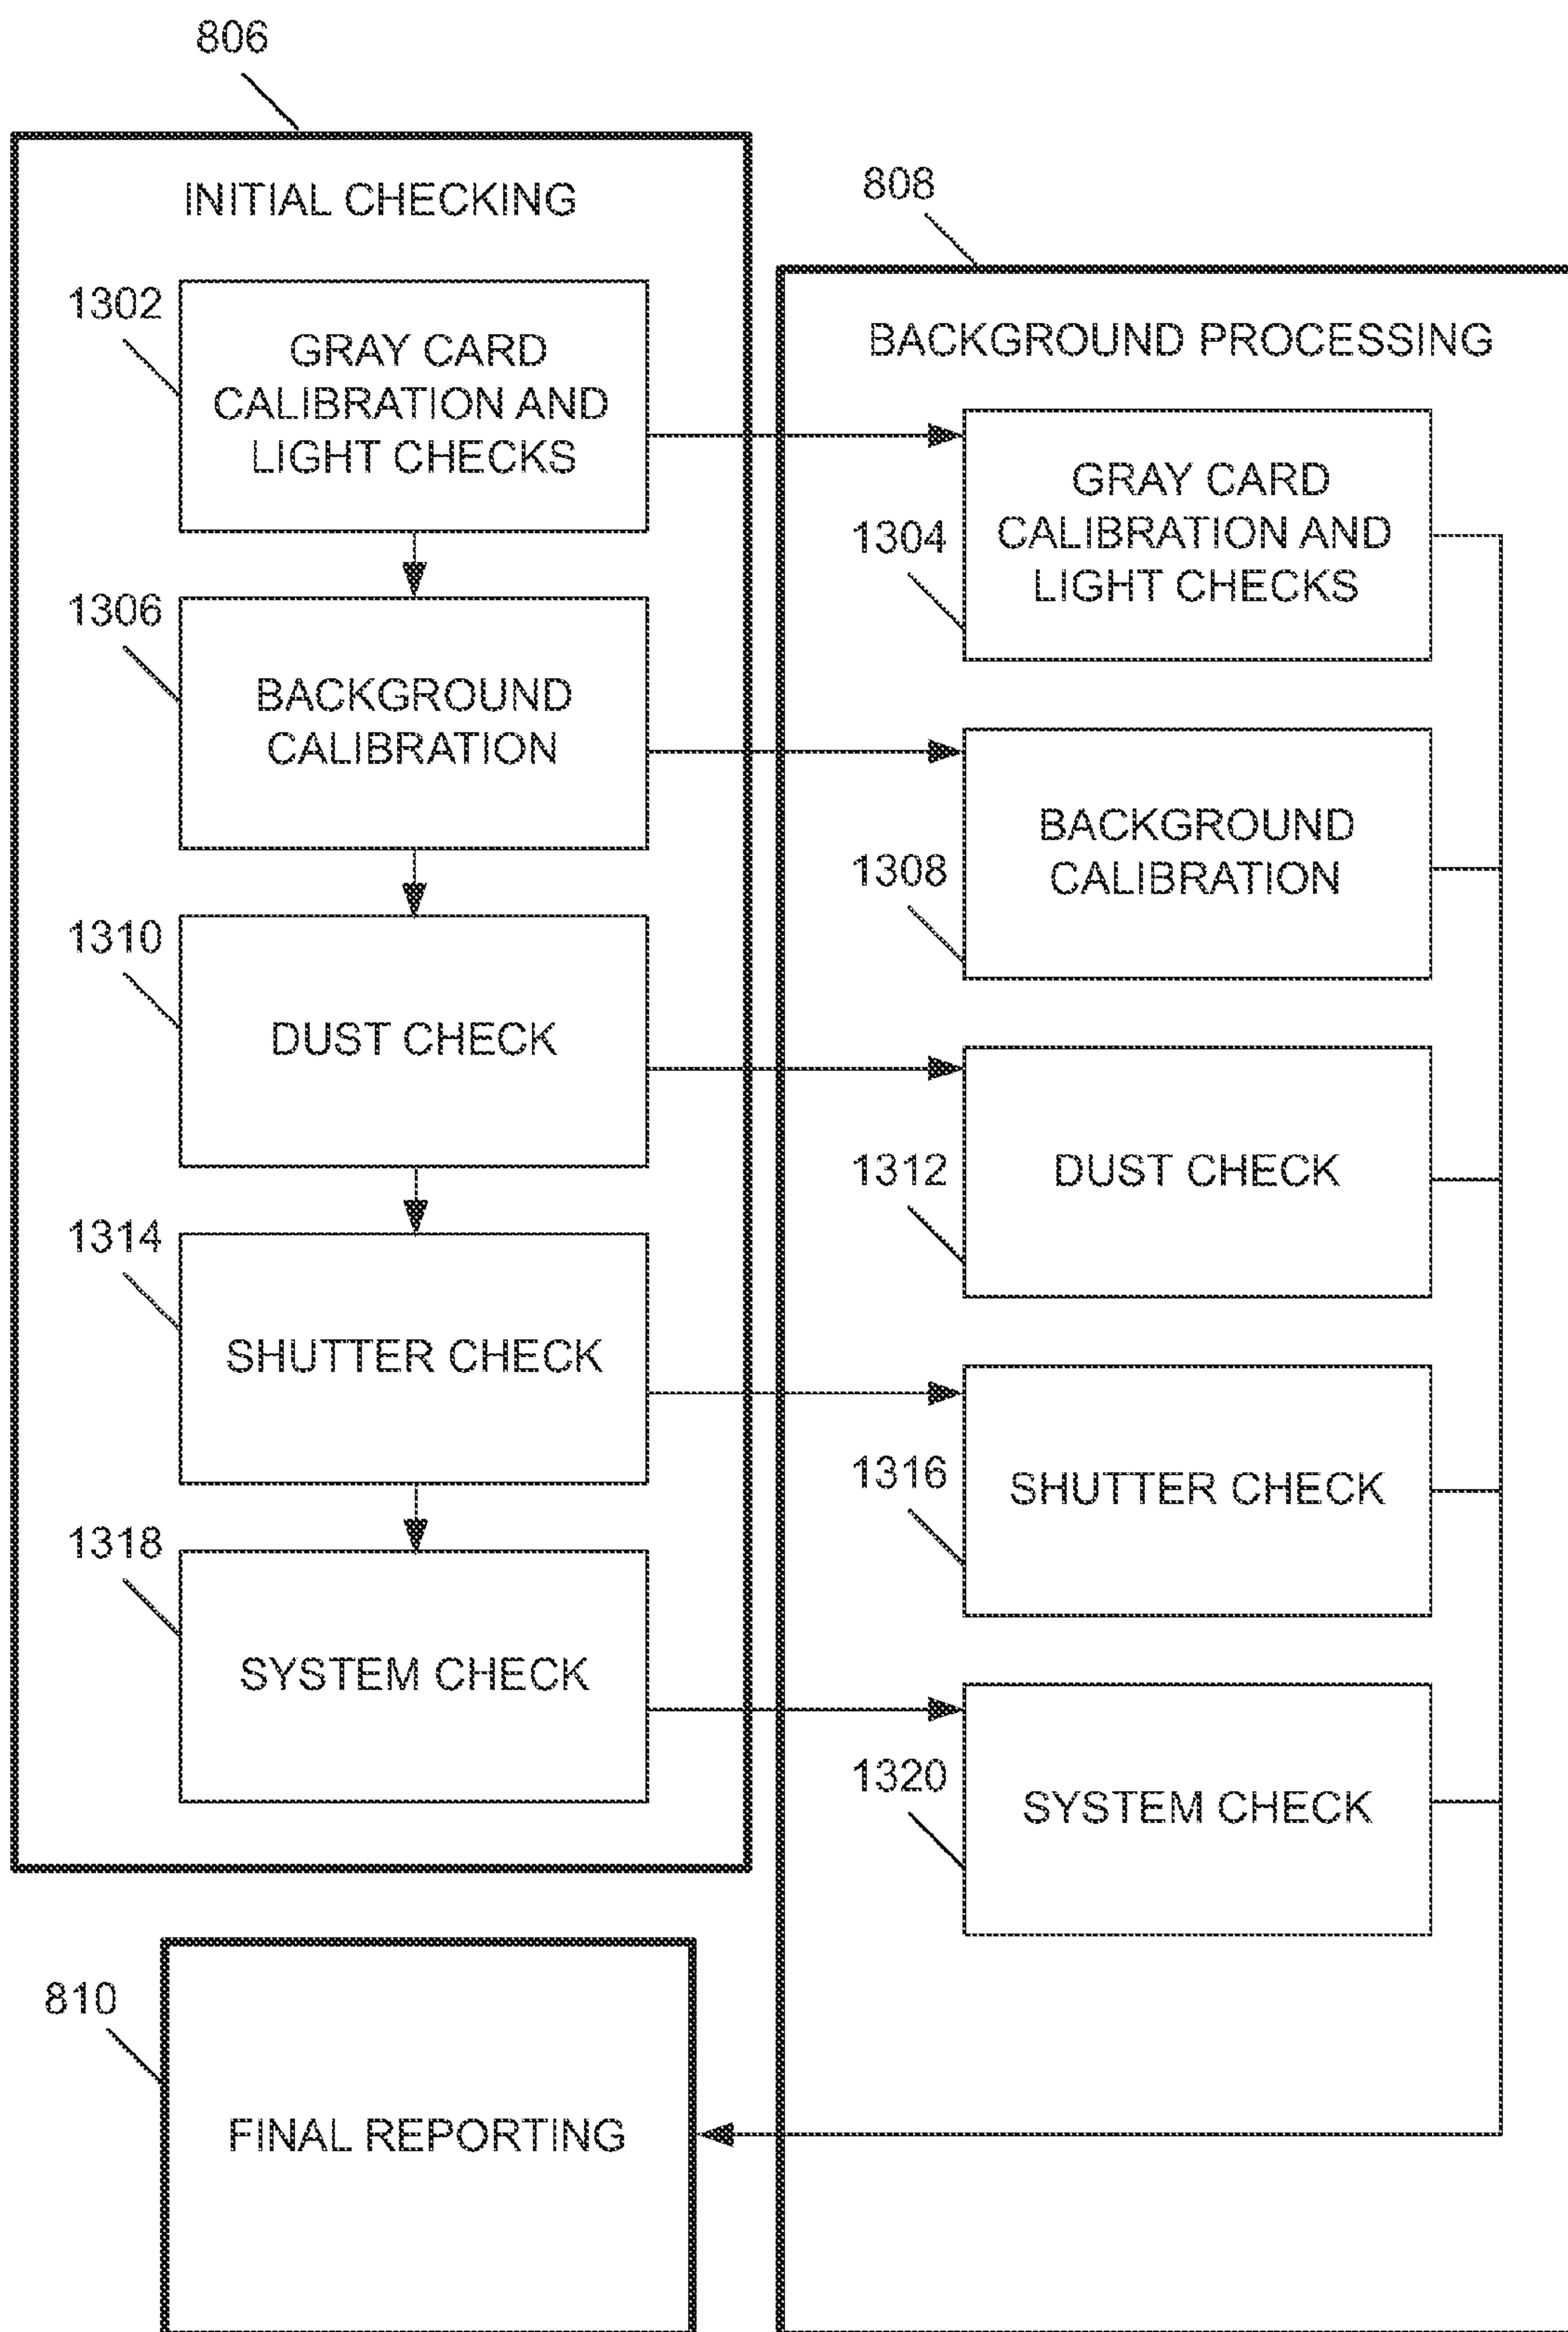 806
INITIAL CHECKING
1302
GRAY CARD
CALIBRATION AND
LIGHT CHECKS
1306
BACKGROUND
CALIBRATION
1310
DUST CHECK
1314
SHUTTER CHECK
1318
SYSTEM CHECK
808
BACKGROUND PROCESSING
1304
GRAY CARD
CALIBRATION AND
LIGHT CHECKS
1308
BACKGROUND
CALIBRATION
1312
DUST CHECK
1316
SHUTTER CHECK
1320
SYSTEM CHECK
810
FINAL REPORTING